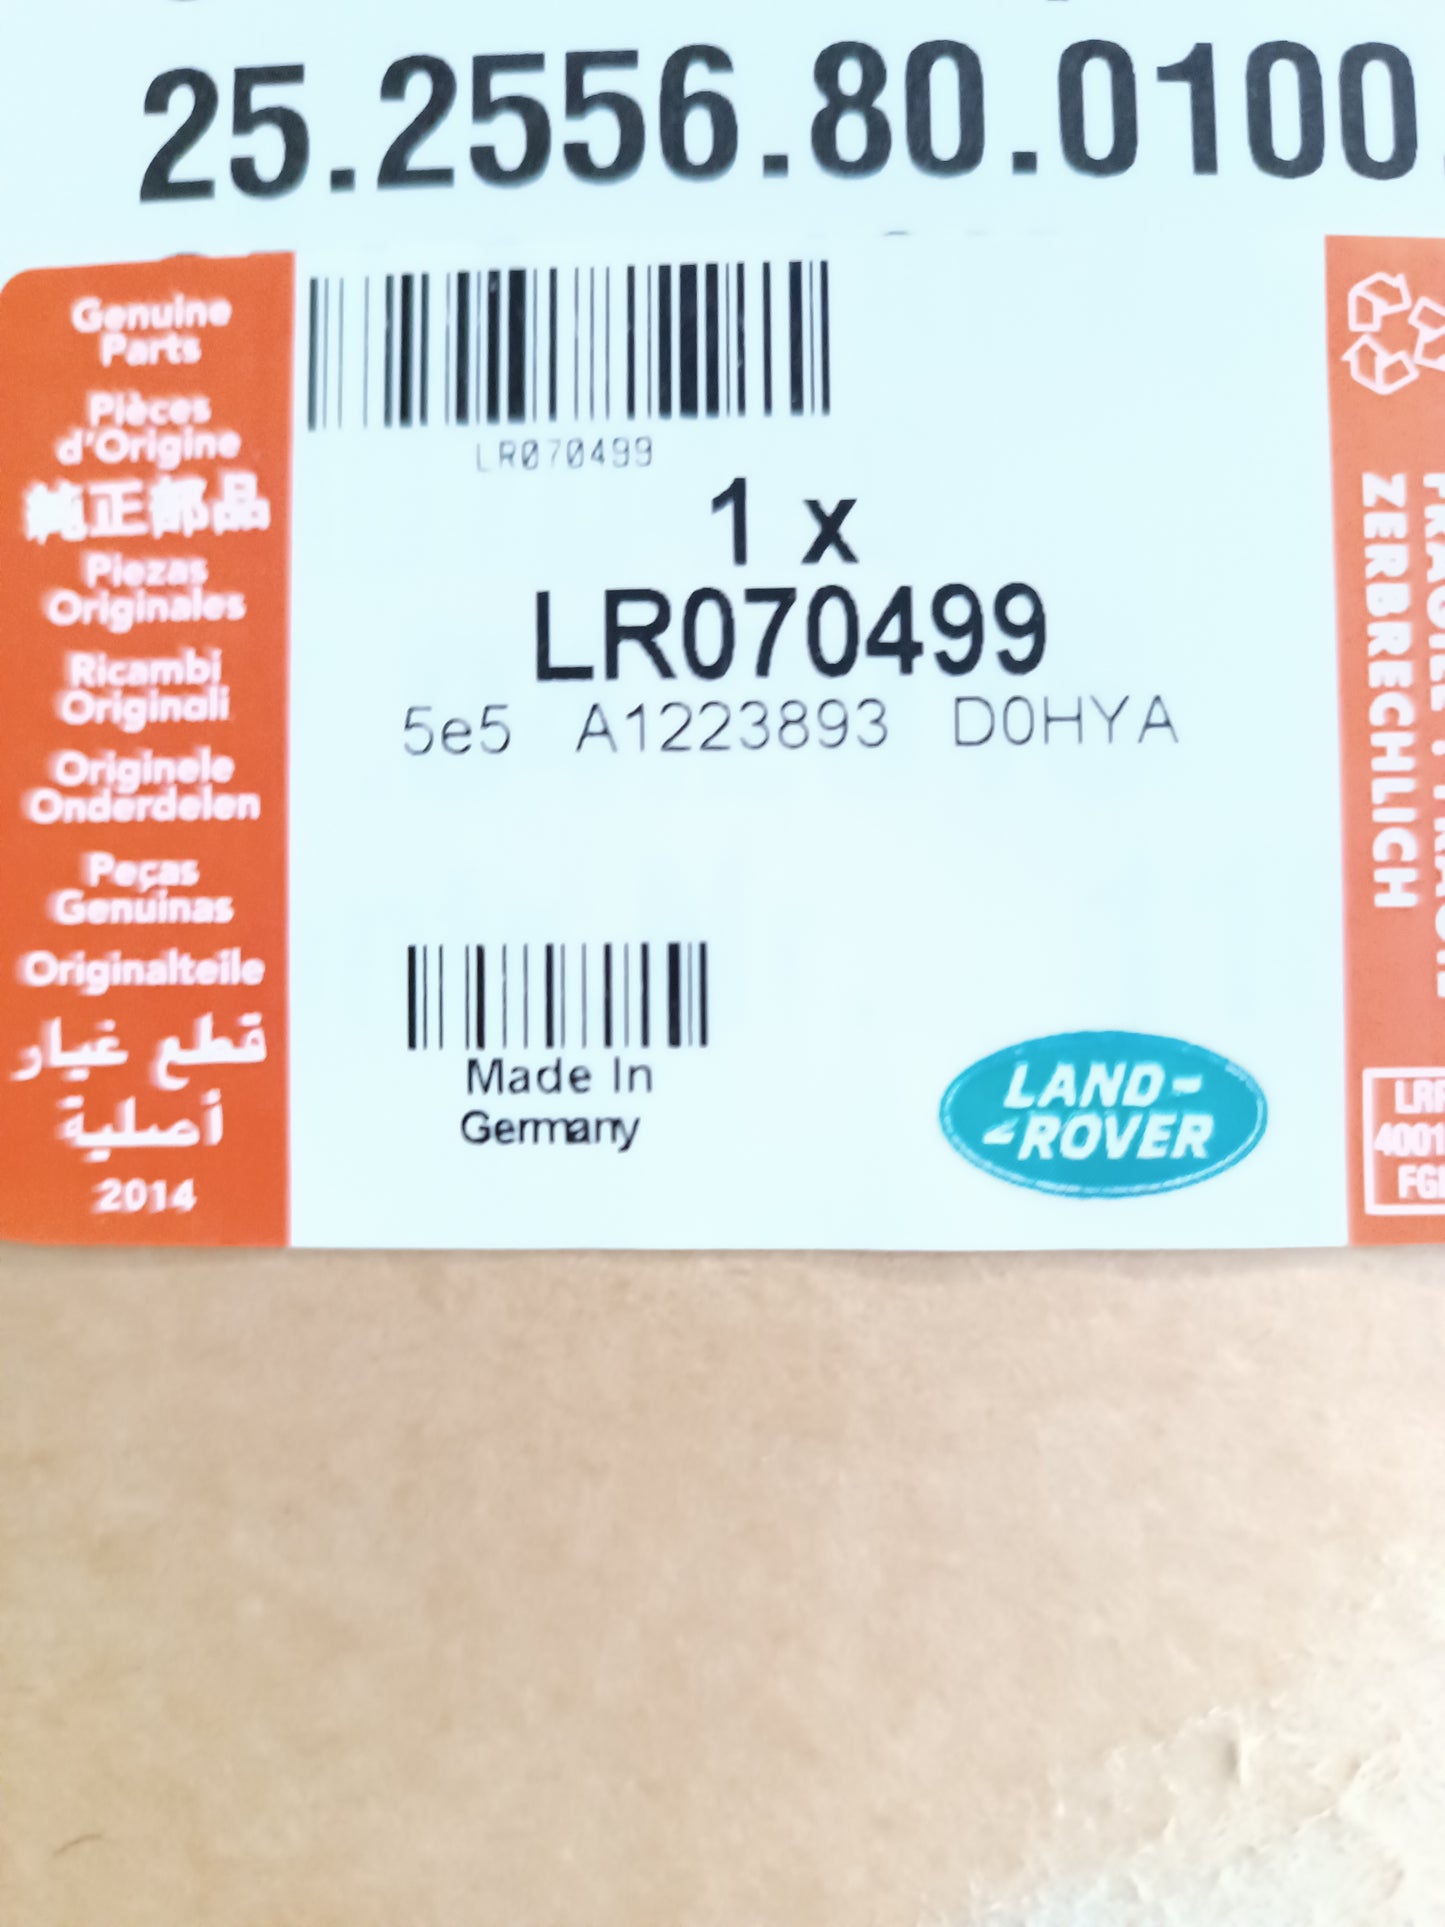 25.2556.80.0100.
Genuine
Parts
Pièces
d'Origine
純正部品
Piezas
Originales
Ricambi
Originali
Originele
Onderdelen
Peças
Genuinas
Originalteile
قطع غيار
أصلية
2014
LR070499
1 x
LR070499
5e5 A1223893 D0HYA
Made In
Germany
LAND-
ROVER
ZERBRECHLICH